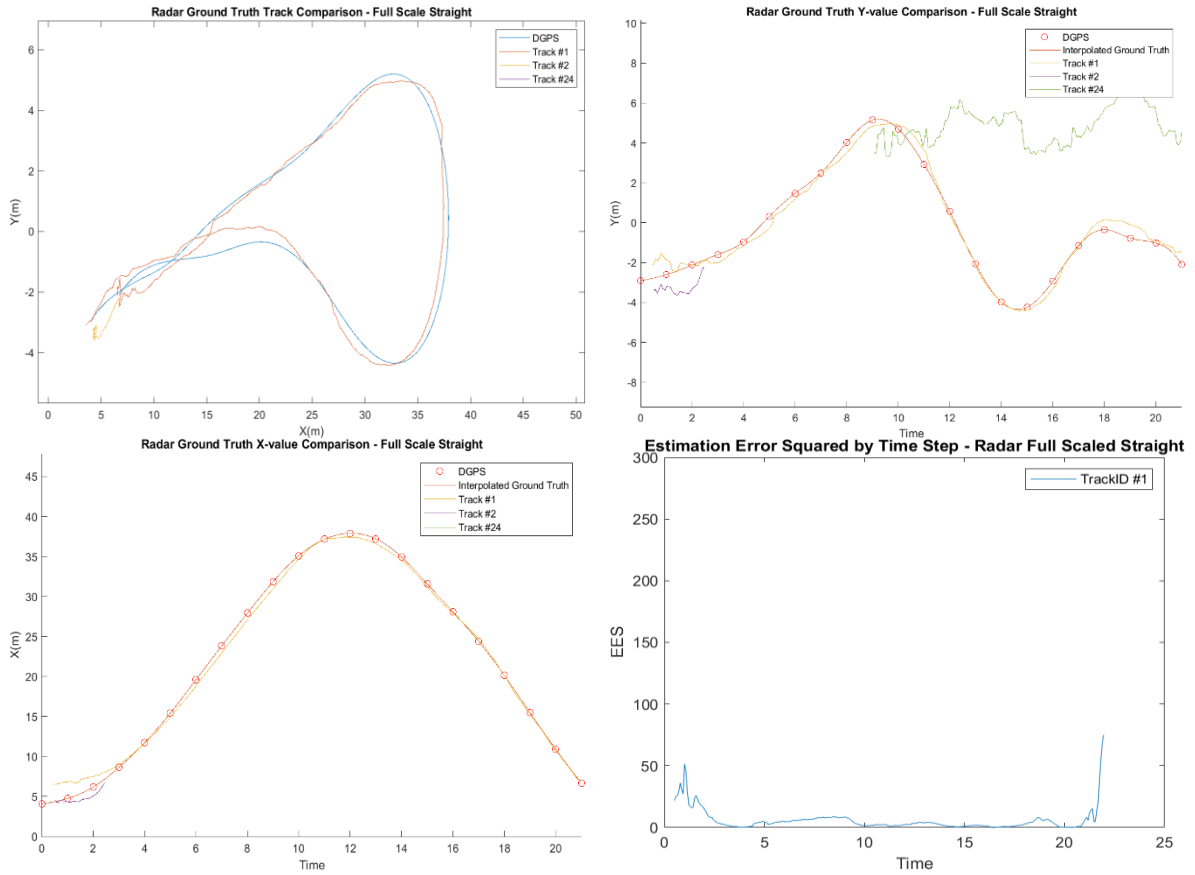 Radar Ground Truth Track Comparison - Full Scale Straight
DGPS
Track #1
Track #2
Track #24
6
4
2
0
-2
-4
Y(m)
0 5 10 15 20 25 30 35 40 45 50
X(m)
Radar Ground Truth Y-value Comparison - Full Scale Straight
DGPS
Interpolated Ground Truth
Track #1
Track #2
Track #24
10
8
6
4
2
0
-2
-4
-6
-8
Y(m)
0 2 4 6 8 10 12 14 16 18 20
Time
Radar Ground Truth X-value Comparison - Full Scale Straight
DGPS
Interpolated Ground Truth
Track #1
Track #2
Track #24
45
40
35
30
25
20
15
10
5
0
X(m)
0 2 4 6 8 10 12 14 16 18 20
Time
Estimation Error Squared by Time Step - Radar Full Scaled Straight
TrackID #1
300
250
200
150
100
50
0
EES
0 5 10 15 20 25
Time